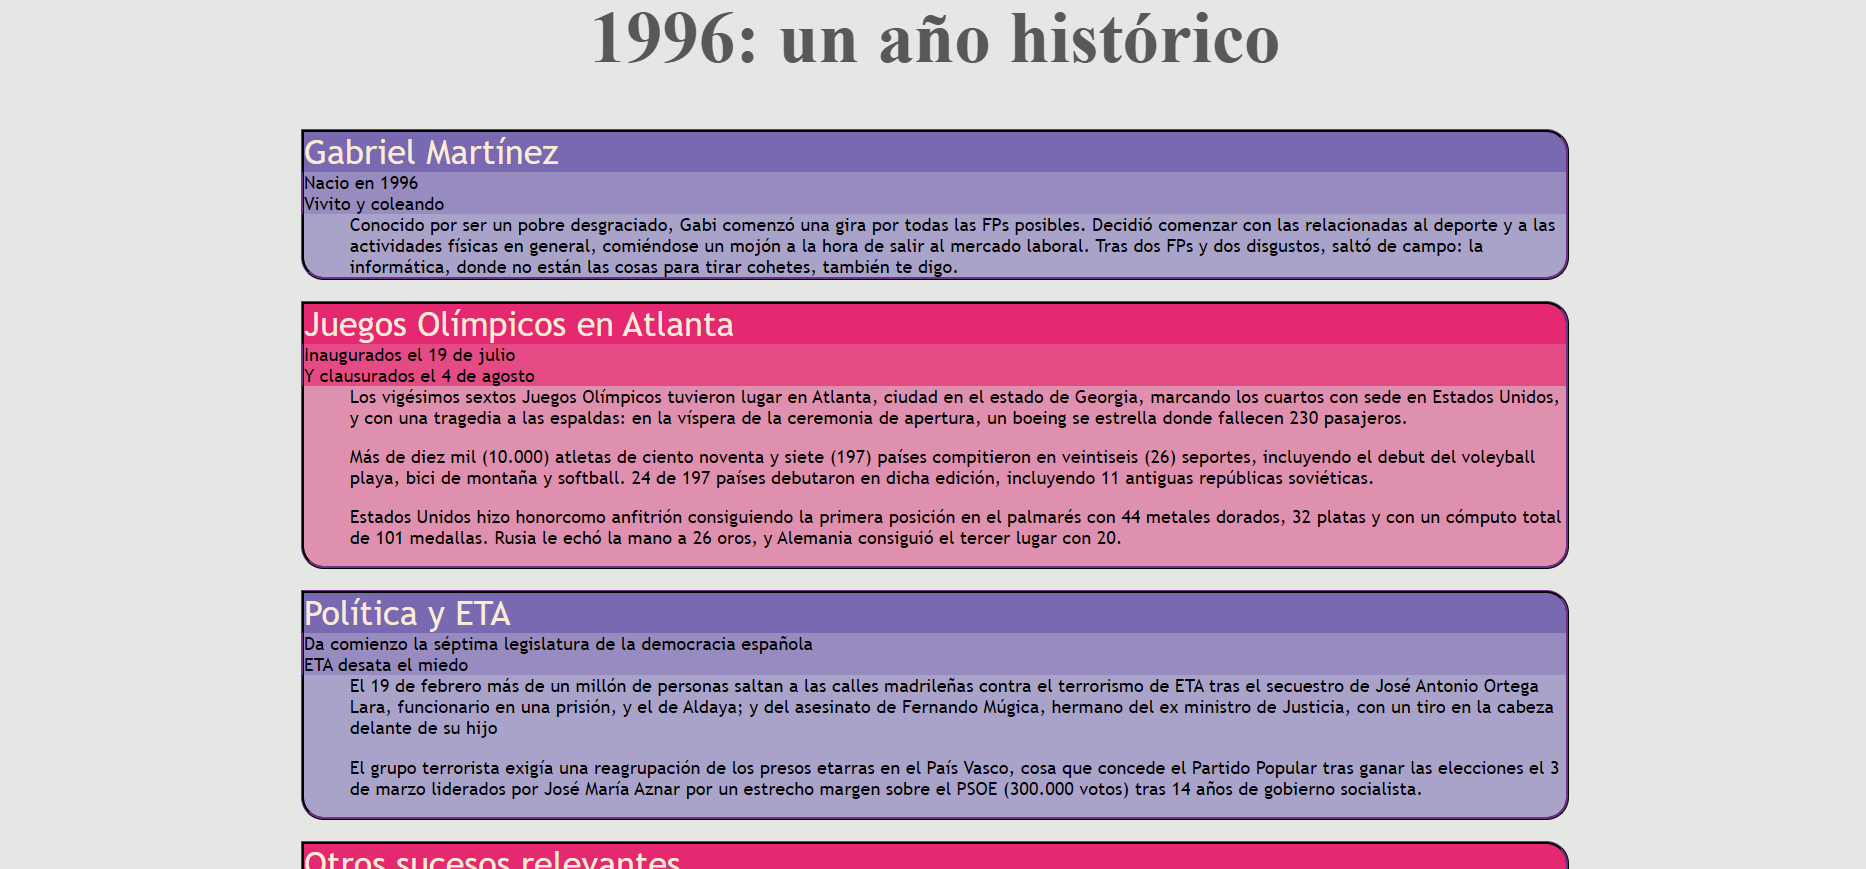 1996: un año histórico
Gabriel Martínez
Nacio en 1996
Vivito y coleando
Conocido por ser un pobre desgraciado, Gabi comenzó una gira por todas las FPs posibles. Decidió comenzar con las relacionadas al deporte y a las
actividades físicas en general, comiéndose un mojón a la hora de salir al mercado laboral. Tras dos FPs y dos disgustos, saltó de campo: la
informática, donde no están las cosas para tirar cohetes, también te digo.
Juegos Olímpicos en Atlanta
Inaugurados el 19 de julio
Y clausurados el 4 de agosto
Los vigésimos sextos Juegos Olímpicos tuvieron lugar en Atlanta, ciudad en el estado de Georgia, marcando los cuartos con sede en Estados Unidos,
y con una tragedia a las espaldas: en la víspera de la ceremonia de apertura, un boeing se estrella donde fallecen 230 pasajeros.
Más de diez mil (10.000) atletas de ciento noventa y siete (197) países compitieron en veintiseis (26) seportes, incluyendo el debut del voleyball
playa, bici de montaña y softball. 24 de 197 países debutaron en dicha edición, incluyendo 11 antiguas repúblicas soviéticas.
Estados Unidos hizo honorcomo anfitrión consiguiendo la primera posición en el palmarés con 44 metales dorados, 32 platas y con un cómputo total
de 101 medallas. Rusia le echó la mano a 26 oros, y Alemania consiguió el tercer lugar con 20.
Política y ETA
Da comienzo la séptima legislatura de la democracia española
ETA desata el miedo
El 19 de febrero más de un millón de personas saltan a las calles madrileñas contra el terrorismo de ETA tras el secuestro de José Antonio Ortega
Lara, funcionario en una prisión, y el de Aldaya; y del asesinato de Fernando Múgica, hermano del ex ministro de Justicia, con un tiro en la cabeza
delante de su hijo
El grupo terrorista exigía una reagrupación de los presos etarras en el País Vasco, cosa que concede el Partido Popular tras ganar las elecciones el 3
de marzo liderados por José María Aznar por un estrecho margen sobre el PSOE (300.000 votos) tras 14 años de gobierno socialista.
Otros sucesos relevantes